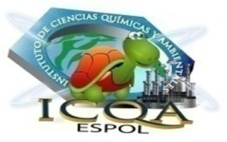 INSTITUTO DE CIENCIAS QUÍMICAS Y AMBIENTALES
ICQA
ESPOL